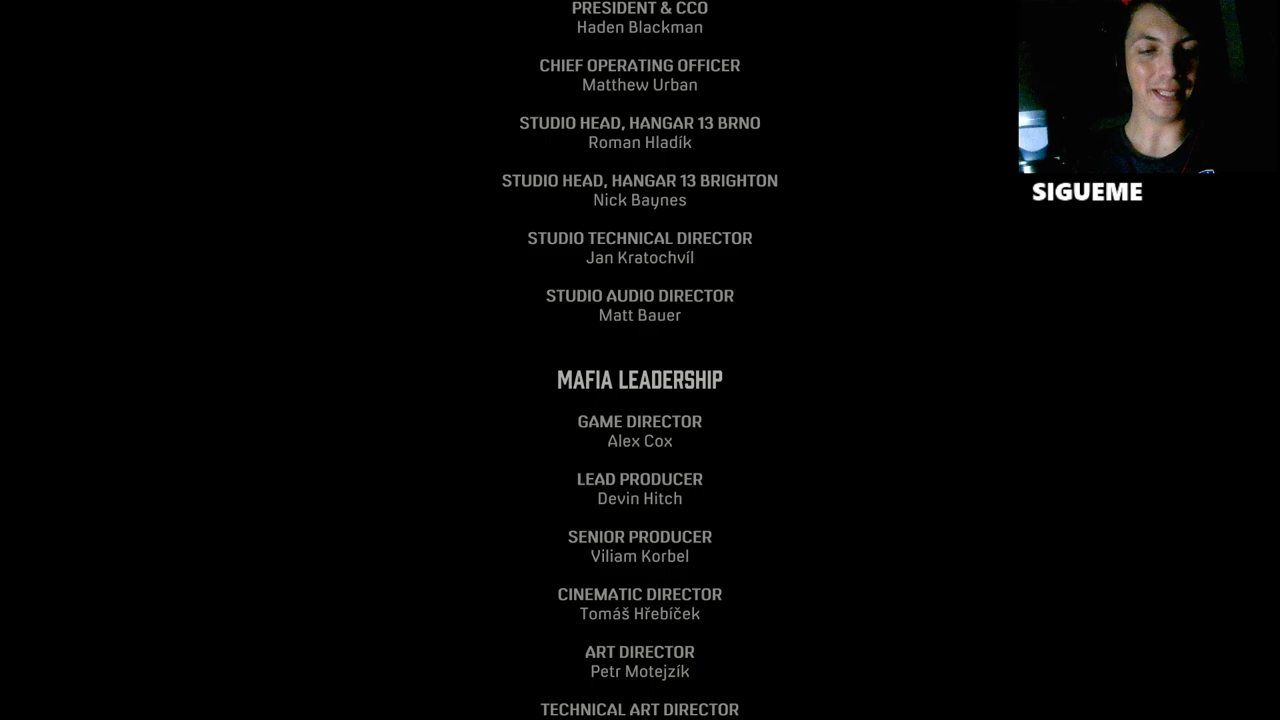 PRESIDENT & CCO
Haden Blackman
CHIEF OPERATING OFFICER
Matthew Urban
STUDIO HEAD, HANGAR 13 BRNO
Roman Hladík
STUDIO HEAD, HANGAR 13 BRIGHTON
Nick Baynes
STUDIO TECHNICAL DIRECTOR
Jan Kratochvíl
STUDIO AUDIO DIRECTOR
Matt Bauer
MAFIA LEADERSHIP
GAME DIRECTOR
Alex Cox
LEAD PRODUCER
Devin Hitch
SENIOR PRODUCER
Viliam Korbel
CINEMATIC DIRECTOR
Tomáš Hřebíček
ART DIRECTOR
Petr Motejzík
TECHNICAL ART DIRECTOR
SIGUEME